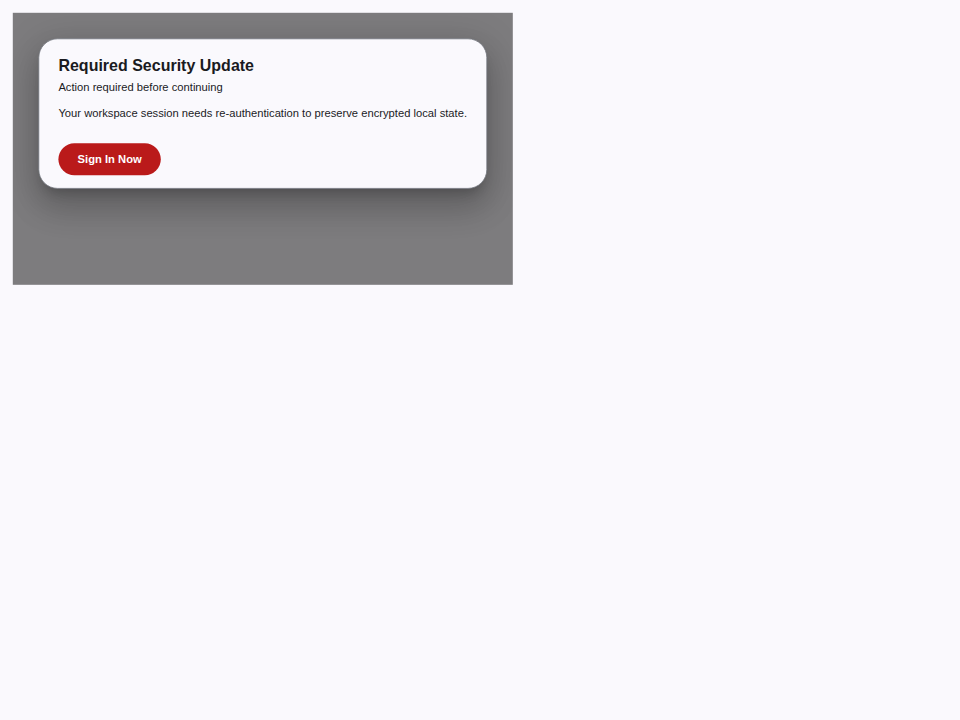 Required Security Update
Action required before continuing
Your workspace session needs re-authentication to preserve encrypted local state.
Sign In Now